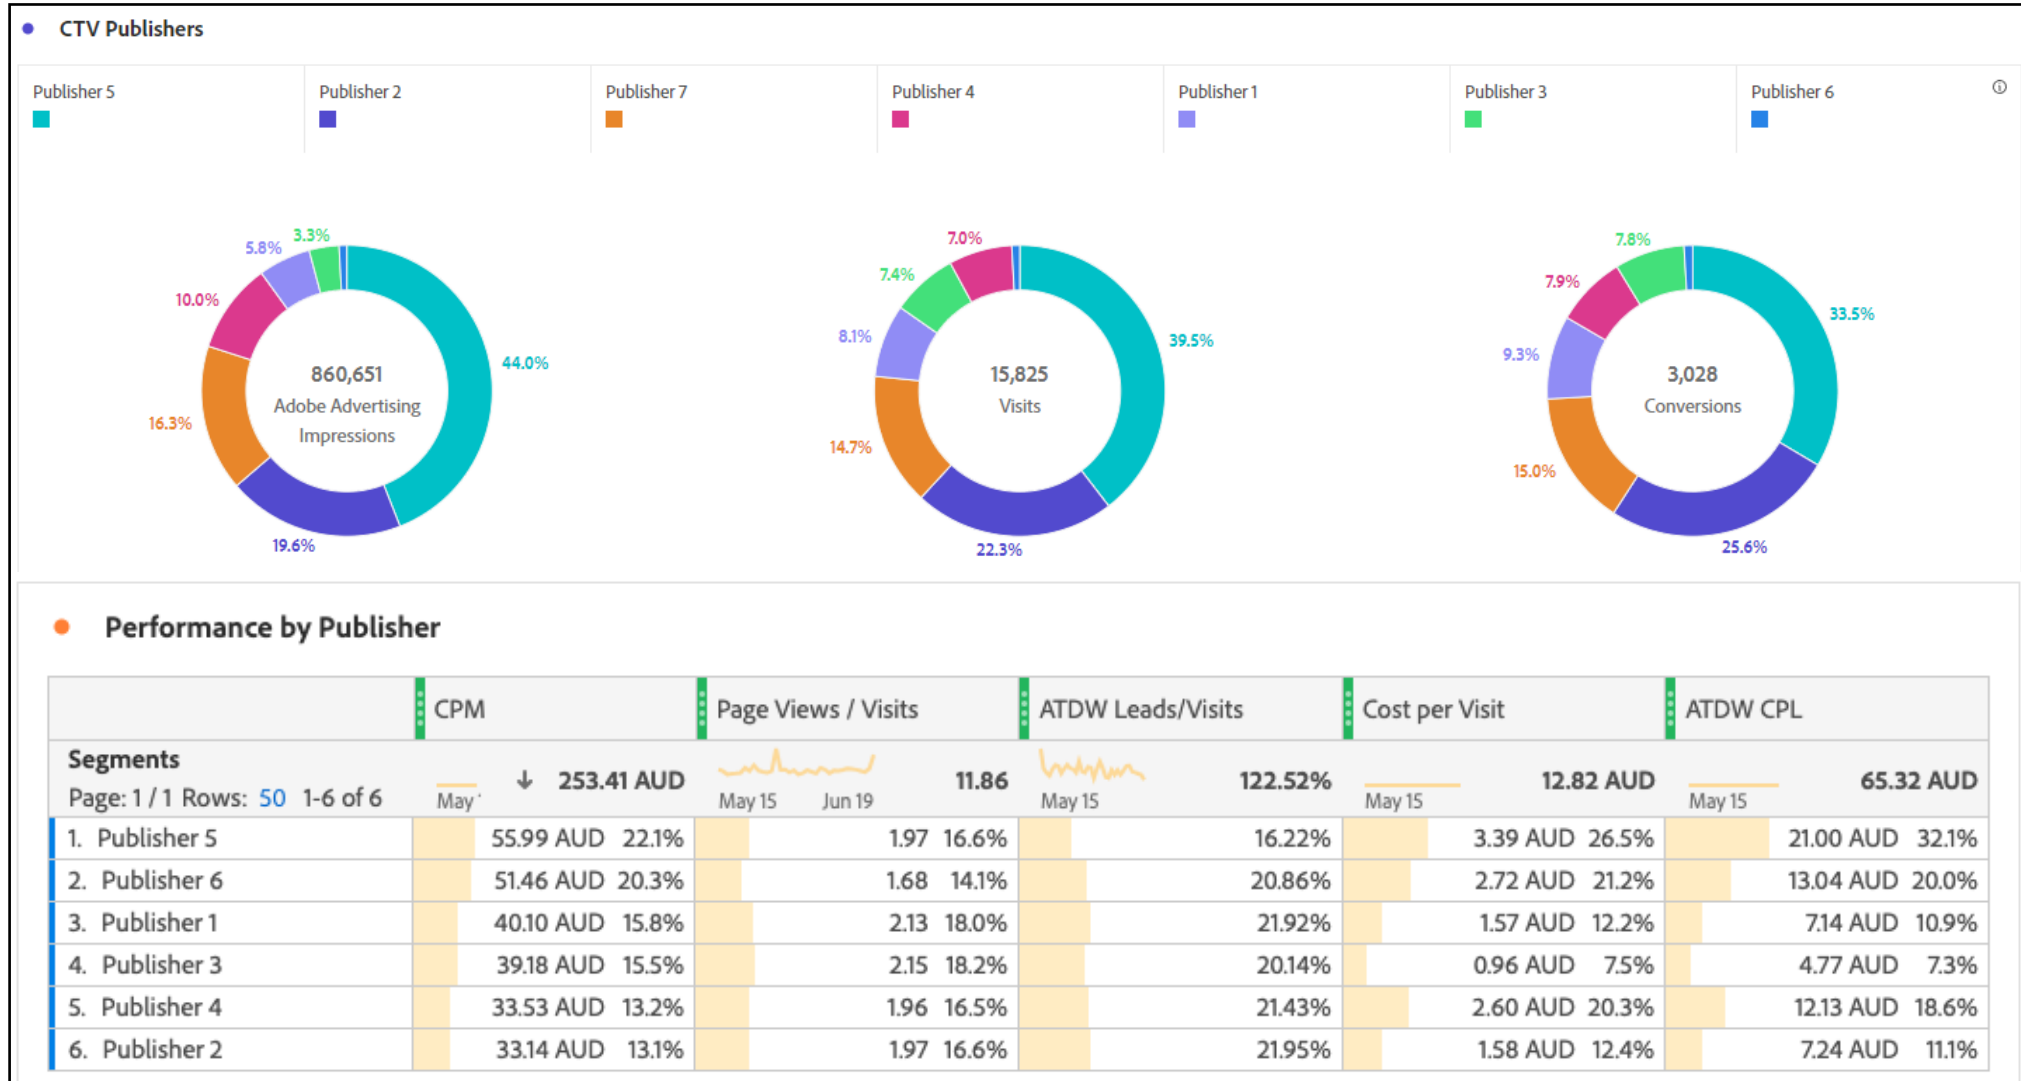 CTV Publishers
Publisher 5
Publisher 2
Publisher 7
Publisher 4
Publisher 1
Publisher 3
Publisher 6
3.3%
5.8%
10.0%
44.0%
16.3%
19.6%
860,651
Adobe Advertising
Impressions
7.0%
7.4%
8.1%
39.5%
14.7%
22.3%
15,825
Visits
7.8%
7.9%
9.3%
33.5%
15.0%
25.6%
3,028
Conversions
Performance by Publisher
CPM Page Views / Visits ATDW Leads/Visits Cost per Visit ATDW CPL
Segments
Page: 1 / 1 Rows: 50 1-6 of 6
May ↓ 253.41 AUD
May 15 Jun 19 11.86
May 15 122.52%
May 15 12.82 AUD
May 15 65.32 AUD
1. Publisher 5 55.99 AUD 22.1% 1.97 16.6% 16.22% 3.39 AUD 26.5% 21.00 AUD 32.1%
2. Publisher 6 51.46 AUD 20.3% 1.68 14.1% 20.86% 2.72 AUD 21.2% 13.04 AUD 20.0%
3. Publisher 1 40.10 AUD 15.8% 2.13 18.0% 21.92% 1.57 AUD 12.2% 7.14 AUD 10.9%
4. Publisher 3 39.18 AUD 15.5% 2.15 18.2% 20.14% 0.96 AUD 7.5% 4.77 AUD 7.3%
5. Publisher 4 33.53 AUD 13.2% 1.96 16.5% 21.43% 2.60 AUD 20.3% 12.13 AUD 18.6%
6. Publisher 2 33.14 AUD 13.1% 1.97 16.6% 21.95% 1.58 AUD 12.4% 7.24 AUD 11.1%